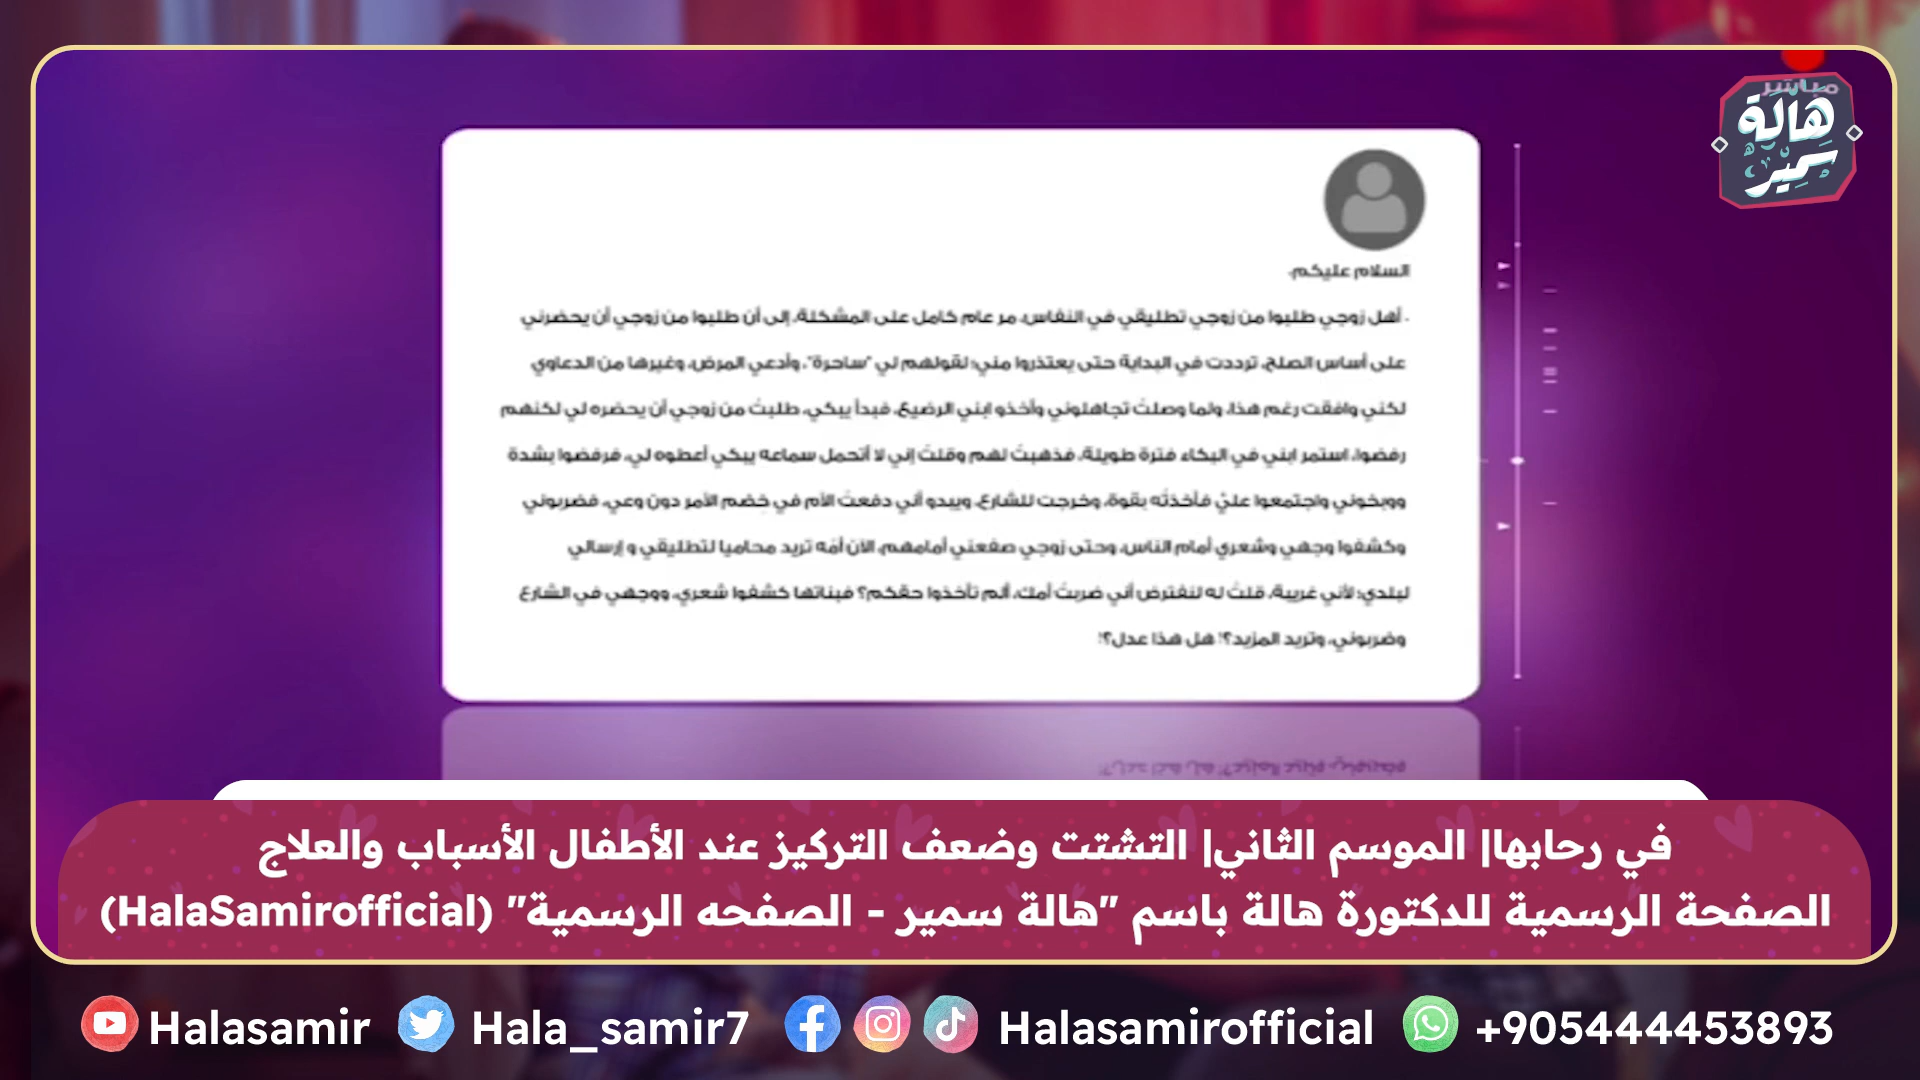 مباشر
هالة
سمير
السلام عليكم،
- أهل زوجي طلبوا من زوجي تطليقي في النفاس، مر عام كامل على المشكلة، إلى أن طلبوا من زوجي أن يحضرني
على أساس الصلح، ترددت في البداية حتى يعتذروا مني؛ لقولهم لي "ساحرة"، وأدعي المرض، وغيرها من الدعاوي
لكني وافقت رغم هذا، ولما وصلتُ تجاهلوني وأخذو ابني الرضيع، فبدأ يبكي، طلبتُ من زوجي أن يحضره لي لكنهم
رفضوا، استمر ابني في البكاء فترة طويلة، فذهبتُ لهم وقلتُ إني لا أتحمل سماعه يبكي أعطوه لي، فرفضوا بشدة
ووبخوني واجتمعوا عليّ فأخذتُه بقوة، وخرجت للشارع، ويبدو أني دفعتُ الأم في خِضم الأمر دون وعي، فضربوني
وكشفوا وجهي وشعري أمام الناس، وحتى زوجي صفعني أمامهم، الآن أمّه تريد محاميا لتطليقي و إرسالي
لبلدي؛ لأني غريبة، قلتُ له لنفترض أني ضربتُ أمك، ألم تأخذوا حقكم؟ فبناتها كشفوا شعري، ووجهي في الشارع
وضربوني، وتريد المزيد؟! هل هذا عدل؟!
في رحابها| الموسم الثاني| التشتت وضعف التركيز عند الأطفال الأسباب والعلاج
الصفحة الرسمية للدكتورة هالة باسم "هالة سمير - الصفحه الرسمية" (HalaSamirofficial)
Halasamir Hala_samir7 Halasamirofficial +905444453893